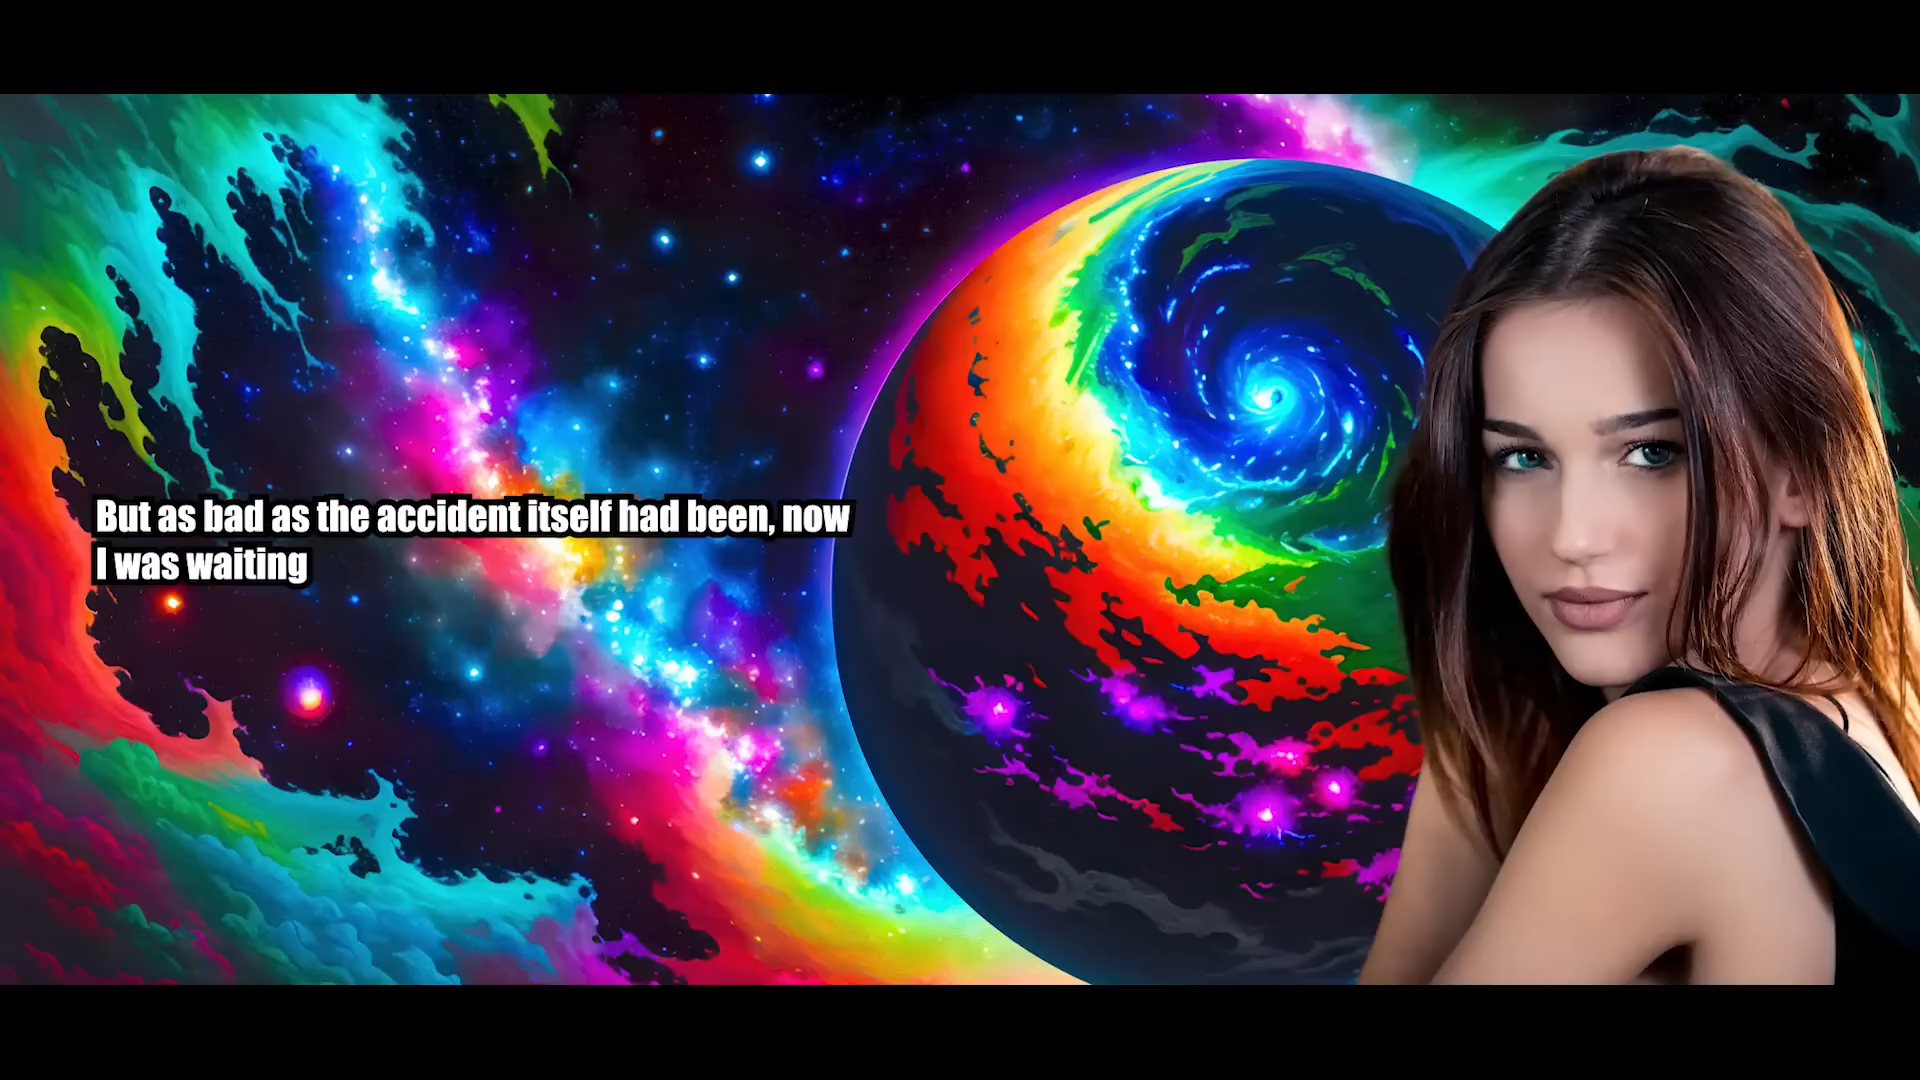 But as bad as the accident itself had been, now
I was waiting